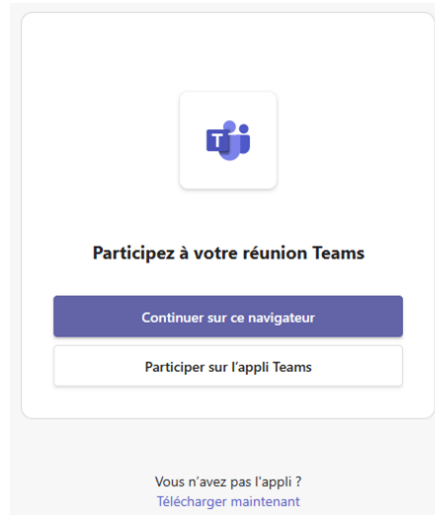 T
Participez à votre réunion Teams
Continuer sur ce navigateur
Participer sur l'appli Teams
Vous n'avez pas l'appli ?
Télécharger maintenant